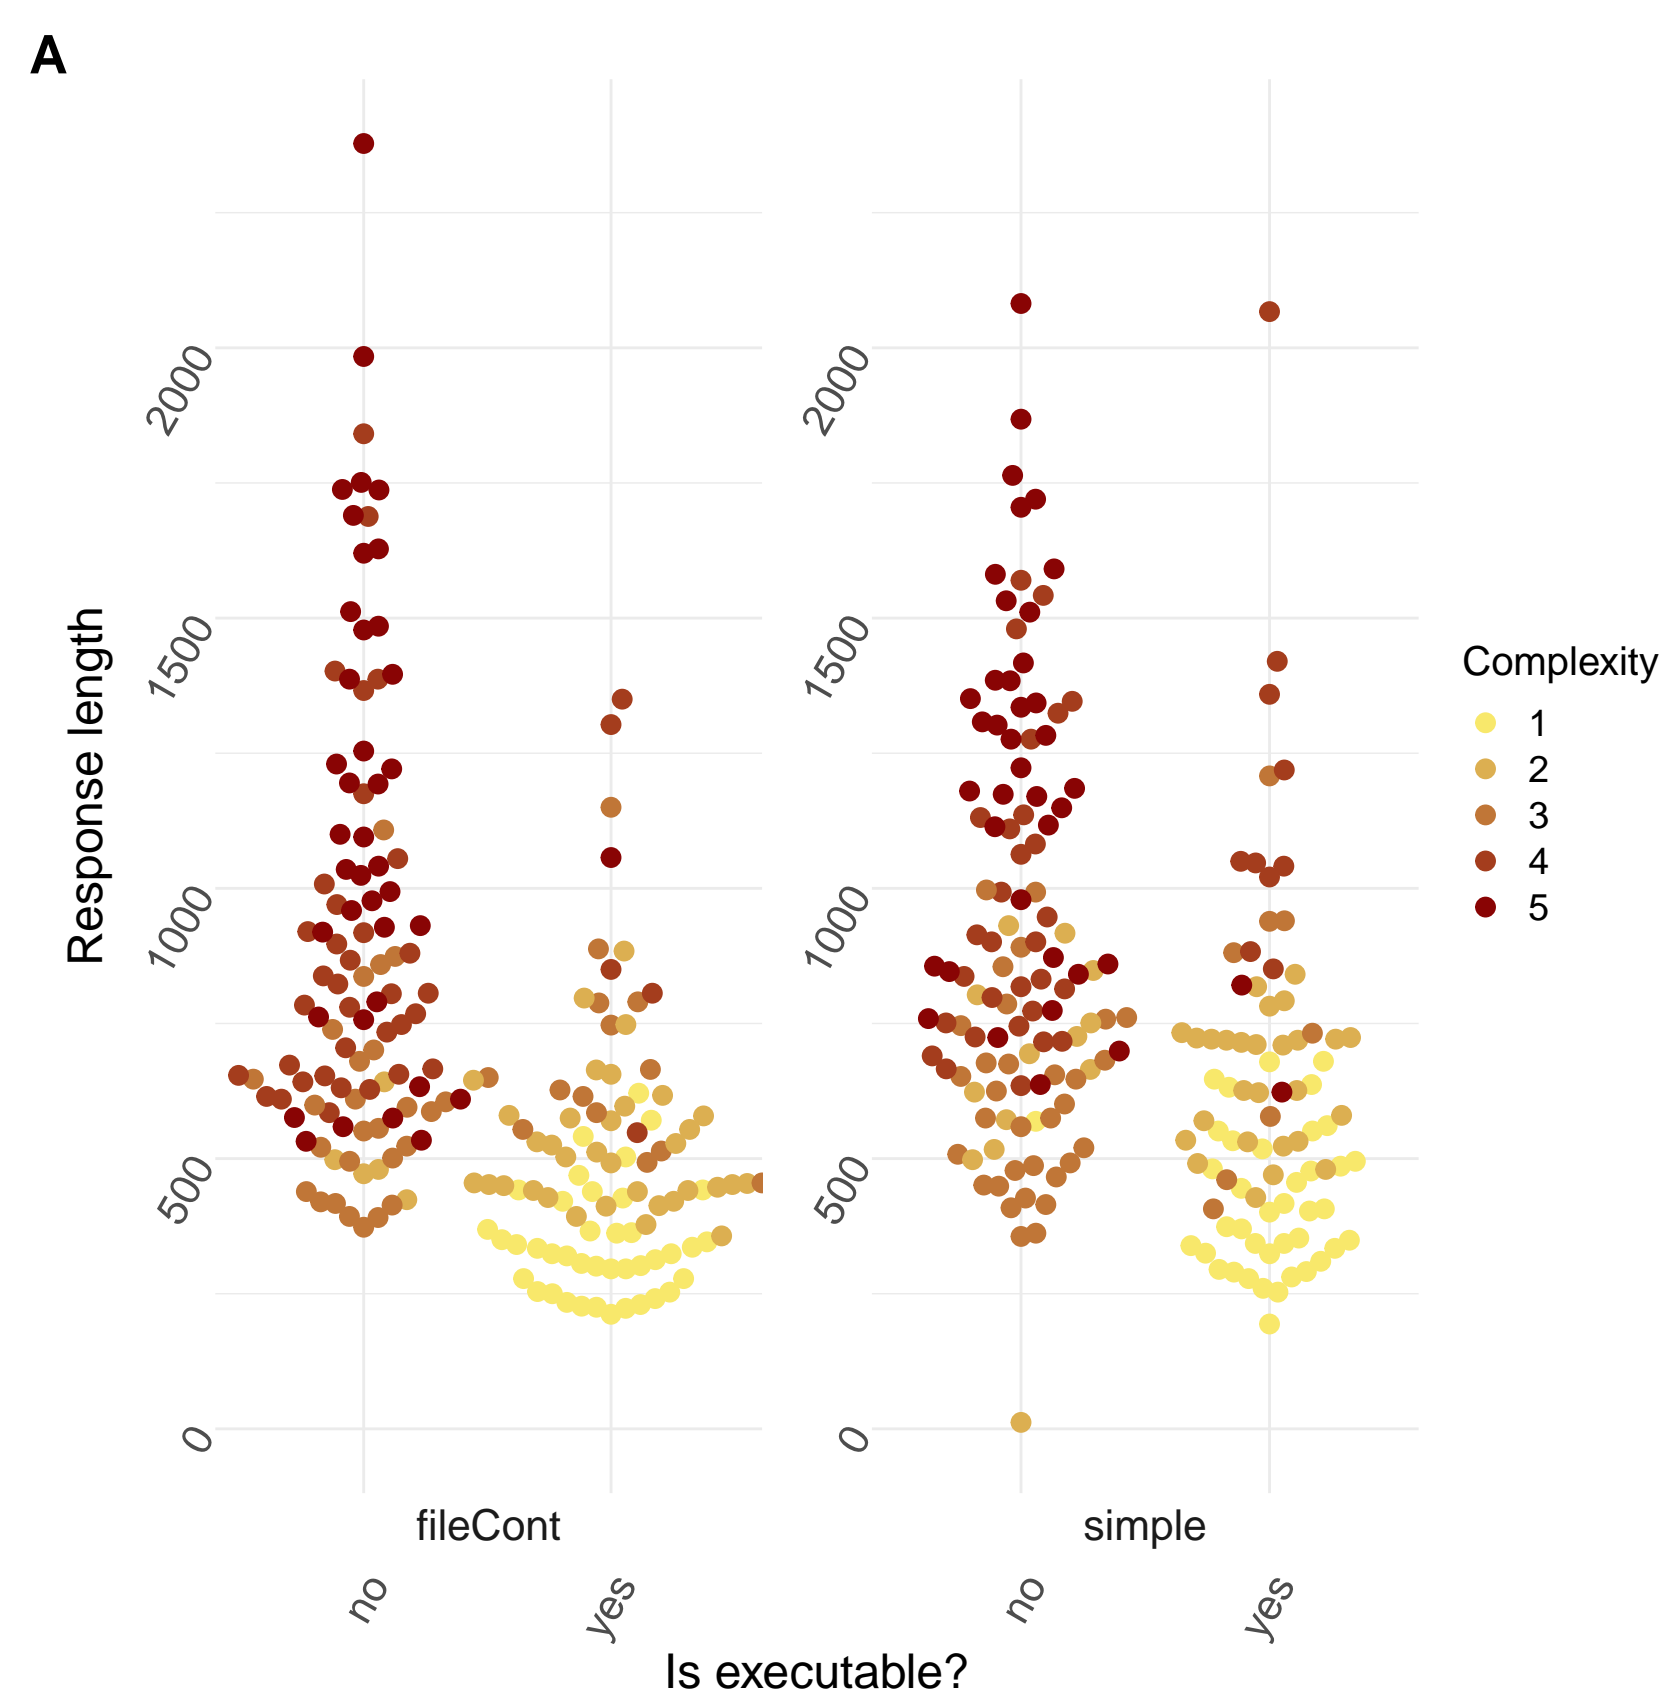 A
Response length
2000
1500
1000
500
0
2000
1500
1000
500
0
Complexity
1
2
3
4
5
fileCont
simple
no
yes
no
yes
Is executable?